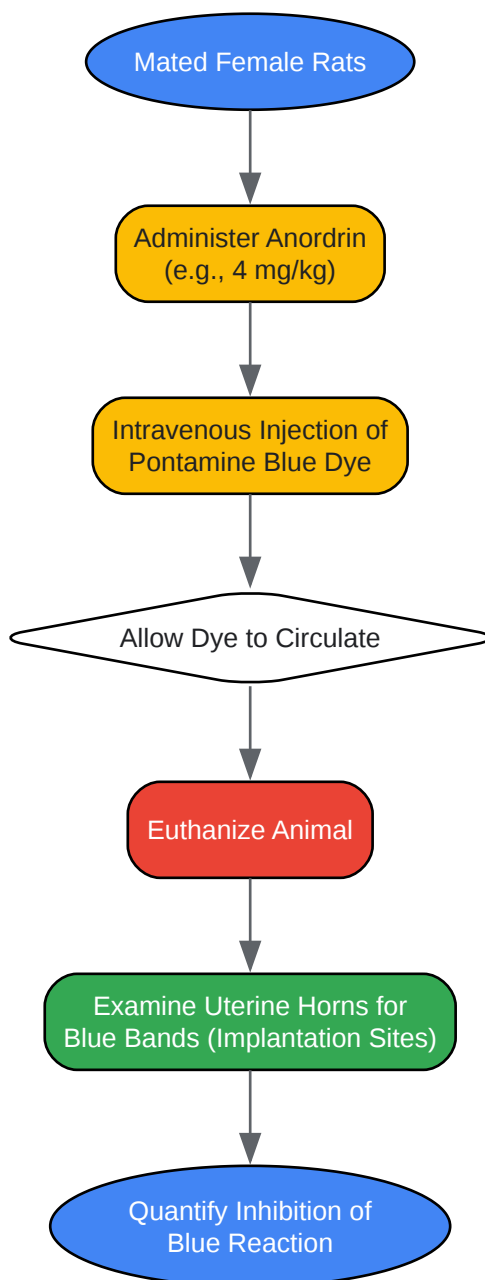 Mated Female Rats
Administer Anordrin
(e.g., 4 mg/kg)
Intravenous Injection of
Pontamine Blue Dye
Allow Dye to Circulate
Euthanize Animal
Examine Uterine Horns for
Blue Bands (Implantation Sites)
Quantify Inhibition of
Blue Reaction